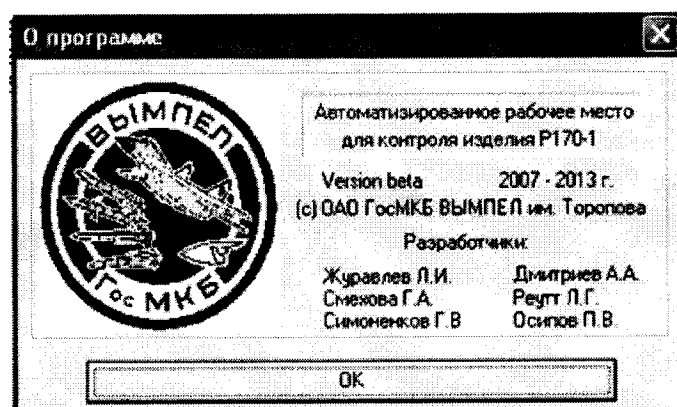 О программе
ВЫМПЕЛ
Гос МКБ
Автоматизированное рабочее место
для контроля изделия Р170-1
Version beta 2007 - 2013 г.
(c) ОАО ГосМКБ ВЫМПЕЛ им. Торопова
Разработчики:
Журавлев Л.И. Дмитриев А.А.
Смехова Г.А. Реутт Л.Г.
Симоненков Г.В Осипов П.В.
OK